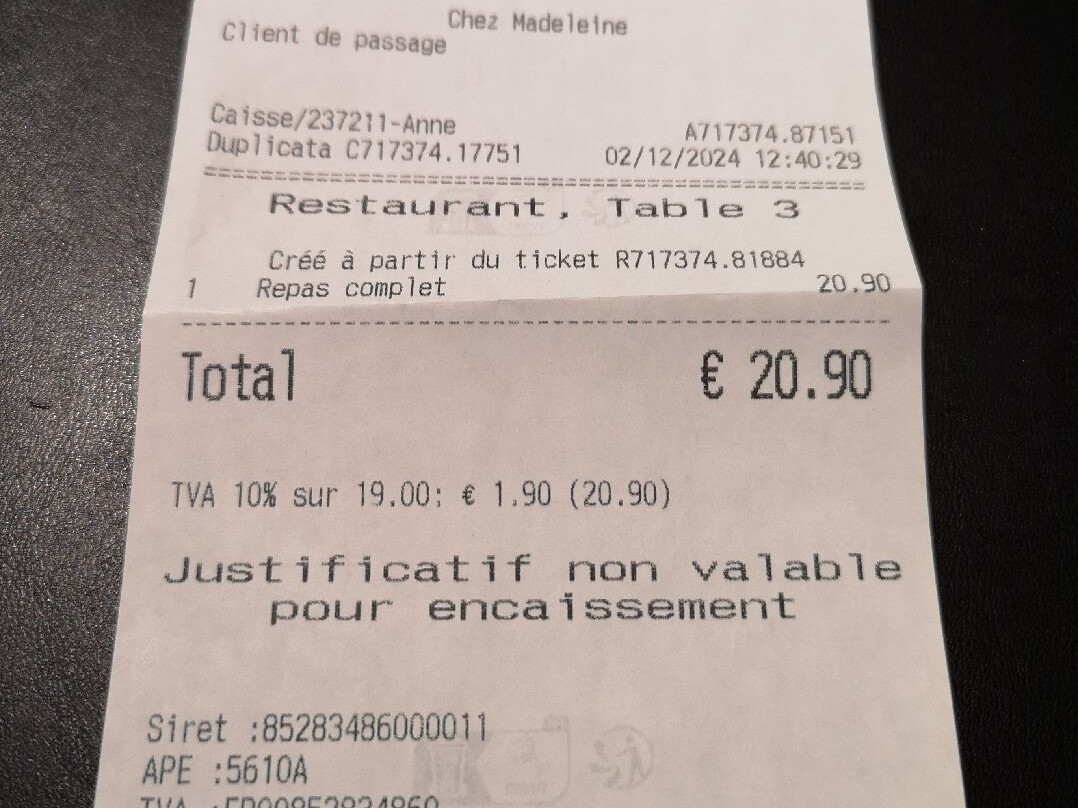 Chez Madeleine
Client de passage
Caisse/237211-Anne A717374.87151
Duplicata C717374.17751 02/12/2024 12:40:29
Restaurant, Table 3
Créé à partir du ticket R717374.81884
1 Repas complet 20.90
Total € 20.90
TVA 10% sur 19.00: € 1.90 (20.90)
Justificatif non valable
pour encaissement
Siret :85283486000011
APE :5610A
TVA